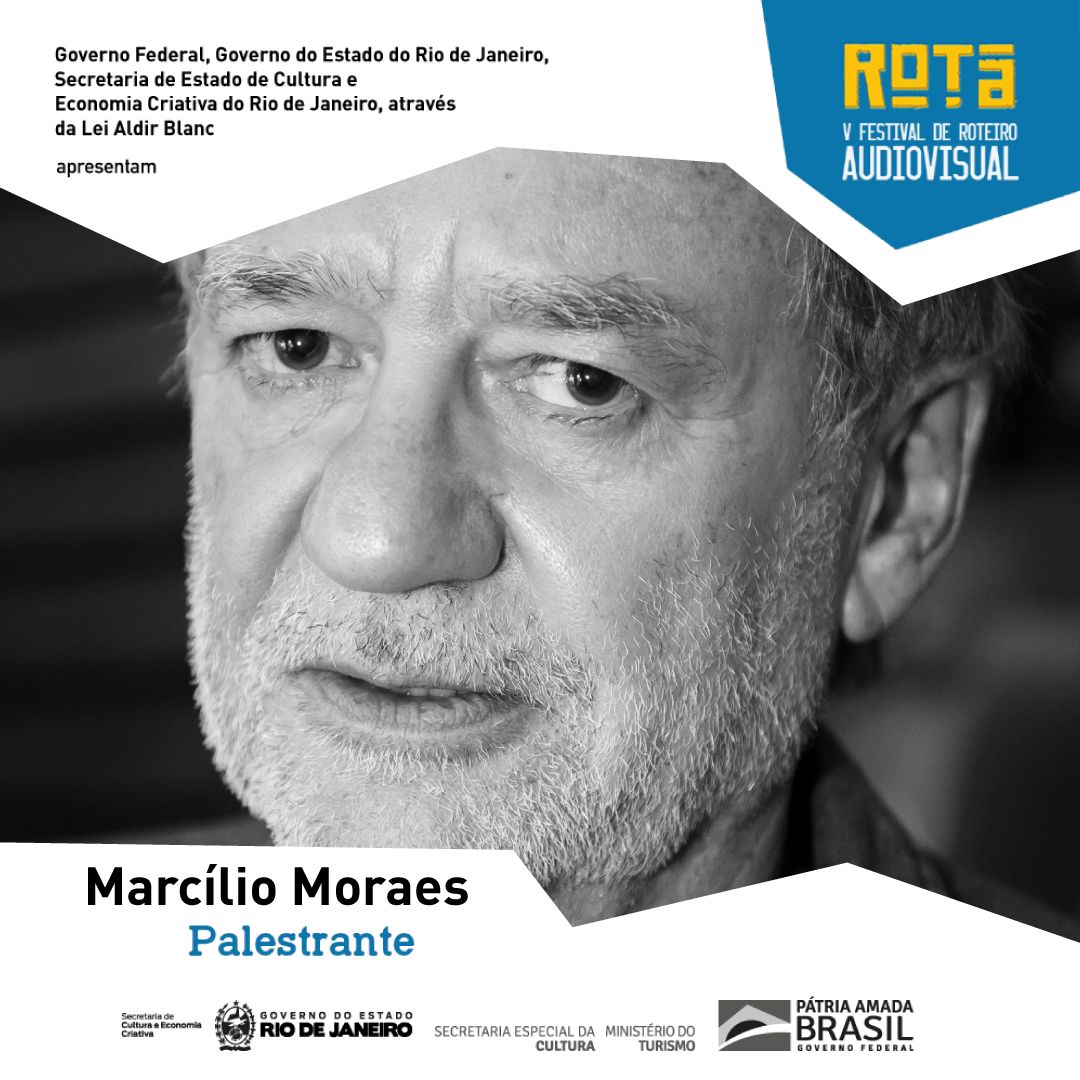 Governo Federal, Governo do Estado do Rio de Janeiro,
Secretaria de Estado de Cultura e
Economia Criativa do Rio de Janeiro, através
da Lei Aldir Blanc
apresentam
ROTA
V FESTIVAL DE ROTEIRO
AUDIOVISUAL
Marcílio Moraes
Palestrante
Secretaria de
Cultura e Economia
Criativa
GOVERNO DO ESTADO
RIO DE JANEIRO
SECRETARIA ESPECIAL DA
CULTURA
MINISTÉRIO DO
TURISMO
PÁTRIA AMADA
BRASIL
GOVERNO FEDERAL